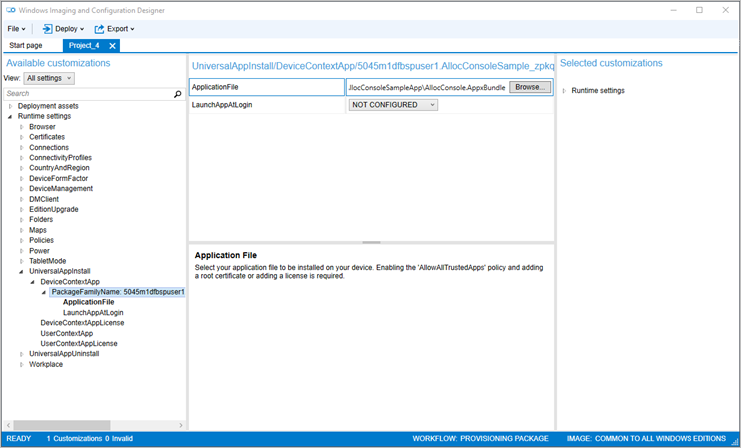 Windows Imaging and Configuration Designer
File Deploy Export
Start page Project_4
Available customizations
View: All settings
Search
Deployment assets
Runtime settings
Browser
Certificates
Connections
ConnectivityProfiles
CountryAndRegion
DeviceFormFactor
DeviceManagement
DMClient
EditionUpgrade
Folders
Maps
Policies
Power
TabletMode
UniversalAppInstall
DeviceContextApp
PackageFamilyName: 5045m1dfbspuser1
ApplicationFile
LaunchAppAtLogin
DeviceContextAppLicense
UserContextApp
UserContextAppLicense
UniversalAppUninstall
Workplace
UniversalAppInstall/DeviceContextApp/5045m1dfbspuser1.AllocConsoleSample_zpkq
ApplicationFile llocConsoleSampleApp\AllocConsole.AppxBundle Browse...
LaunchAppAtLogin NOT CONFIGURED
Application File
Select your application file to be installed on your device. Enabling the 'AllowAllTrustedApps' policy and adding
a root certificate or adding a license is required.
Selected customizations
Runtime settings
READY 1 Customizations 0 Invalid WORKFLOW: PROVISIONING PACKAGE IMAGE: COMMON TO ALL WINDOWS EDITIONS